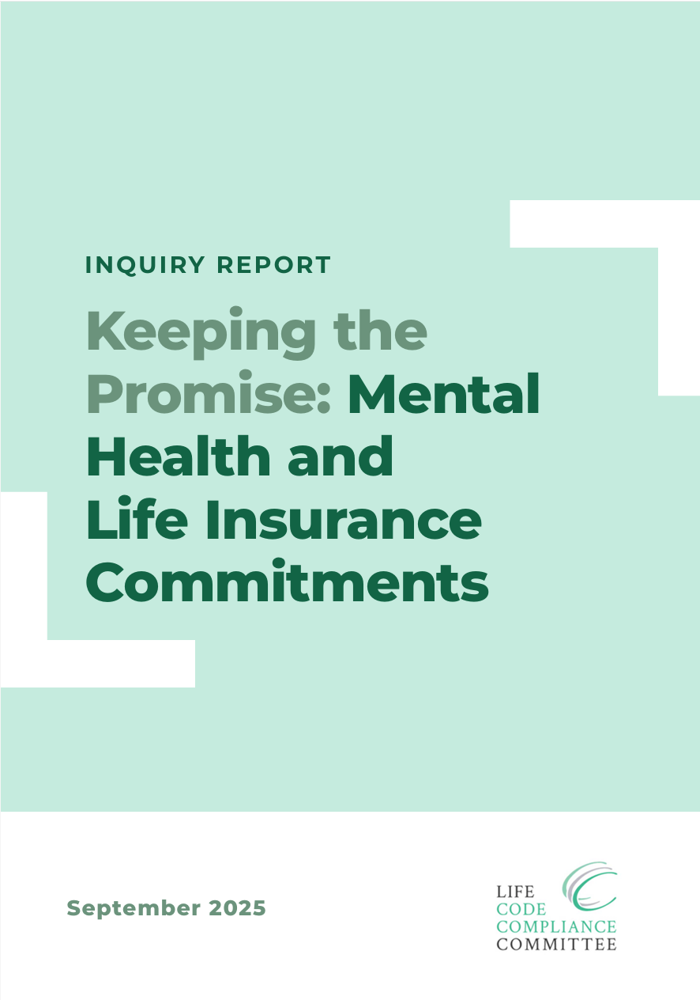 INQUIRY REPORT
Keeping the
Promise: Mental
Health and
Life Insurance
Commitments
September 2025
LIFE
CODE
COMPLIANCE
COMMITTEE